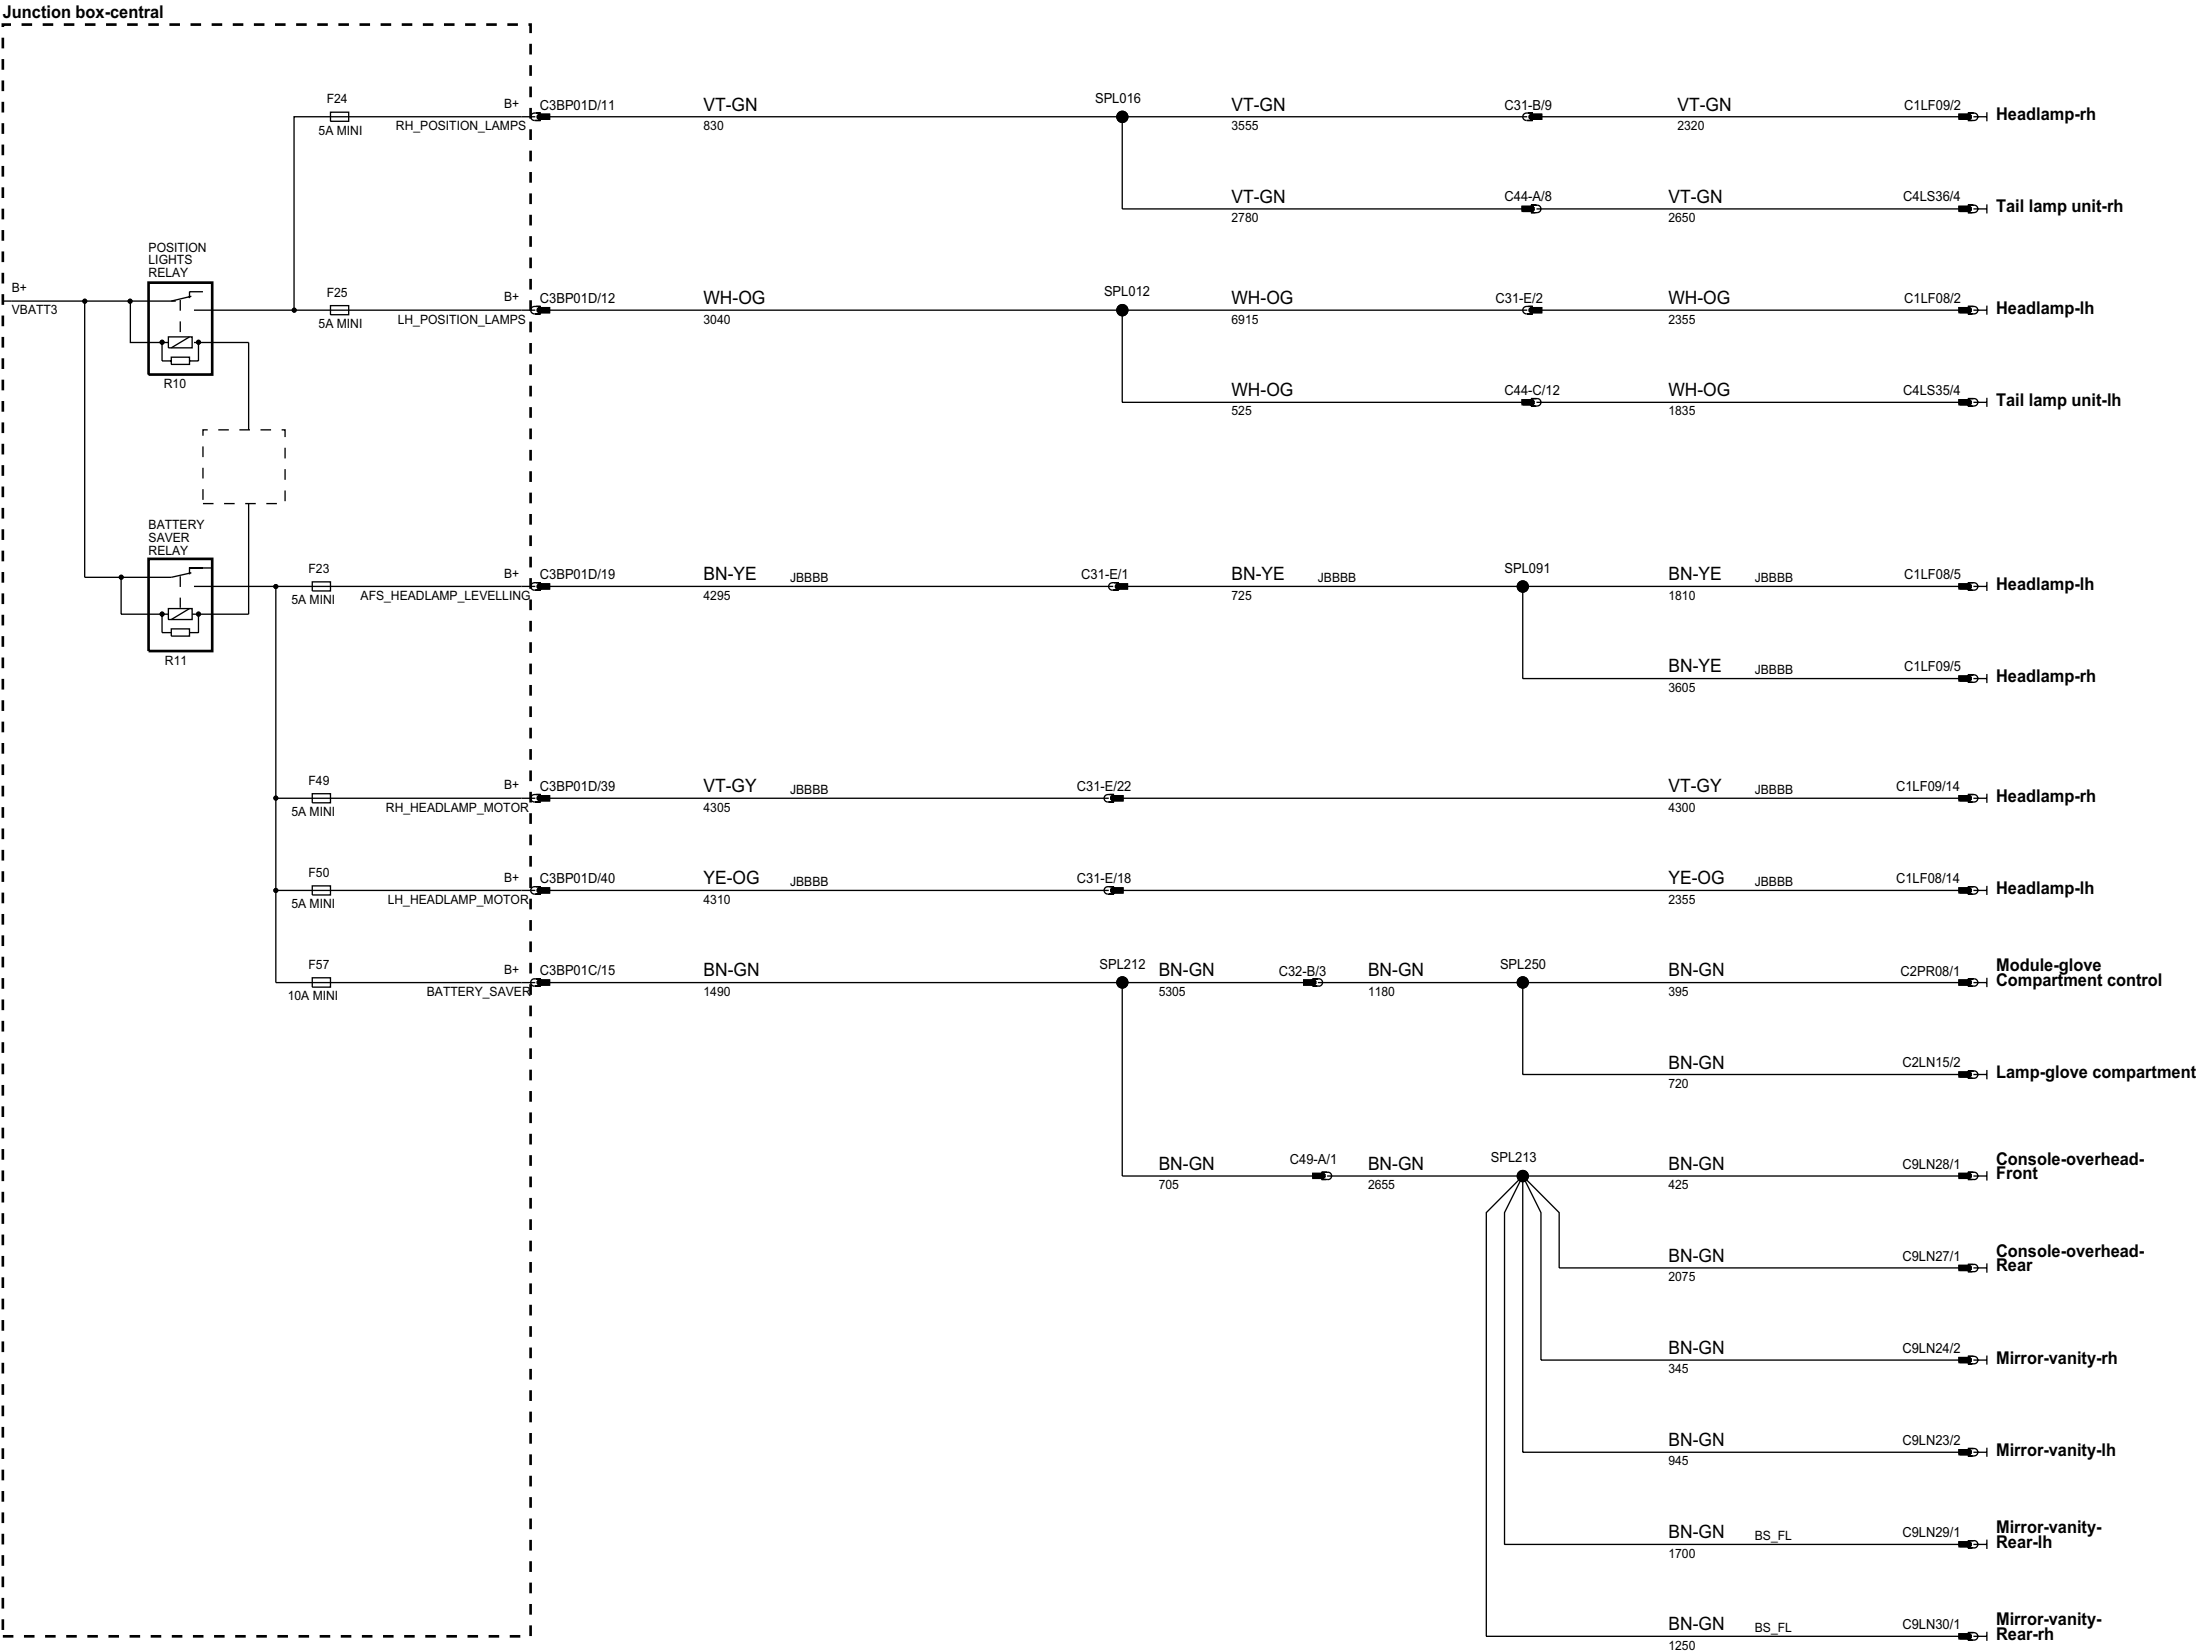 Junction box-central
F24
B+
C3BP01D/11
VT-GN
SPL016
VT-GN
C31-B/9
VT-GN
C1LF09/2
Headlamp-rh
5A MINI
RH_POSITION_LAMPS
830
3555
2320
VT-GN
C44-A/8
VT-GN
C4LS36/4
Tail lamp unit-rh
2780
2650
POSITION
LIGHTS
RELAY
B+
VBATT3
R10
F25
B+
C3BP01D/12
WH-OG
SPL012
WH-OG
C31-E/2
WH-OG
C1LF08/2
Headlamp-lh
5A MINI
LH_POSITION_LAMPS
3040
6915
2355
WH-OG
C44-C/12
WH-OG
C4LS35/4
Tail lamp unit-lh
525
1835
BATTERY
SAVER
RELAY
R11
F23
B+
C3BP01D/19
BN-YE
JBBBB
C31-E/1
BN-YE
JBBBB
SPL091
BN-YE
JBBBB
C1LF08/5
Headlamp-lh
5A MINI
AFS_HEADLAMP_LEVELLING
4295
725
1810
BN-YE
JBBBB
C1LF09/5
Headlamp-rh
3605
F49
B+
C3BP01D/39
VT-GY
JBBBB
C31-E/22
VT-GY
JBBBB
C1LF09/14
Headlamp-rh
5A MINI
RH_HEADLAMP_MOTOR
4305
4300
F50
B+
C3BP01D/40
YE-OG
JBBBB
C31-E/18
YE-OG
JBBBB
C1LF08/14
Headlamp-lh
5A MINI
LH_HEADLAMP_MOTOR
4310
2355
F57
B+
C3BP01C/15
BN-GN
SPL212
BN-GN
C32-B/3
BN-GN
SPL250
BN-GN
C2PR08/1
Module-glove
Compartment control
10A MINI
BATTERY_SAVER
1490
5305
1180
395
BN-GN
C2LN15/2
Lamp-glove compartment
720
BN-GN
C49-A/1
BN-GN
SPL213
BN-GN
C9LN28/1
Console-overhead-
Front
705
2655
425
BN-GN
C9LN27/1
Console-overhead-
Rear
2075
BN-GN
C9LN24/2
Mirror-vanity-rh
345
BN-GN
C9LN23/2
Mirror-vanity-lh
945
BN-GN
BS_FL
C9LN29/1
Mirror-vanity-
Rear-lh
1700
BN-GN
BS_FL
C9LN30/1
Mirror-vanity-
Rear-rh
1250